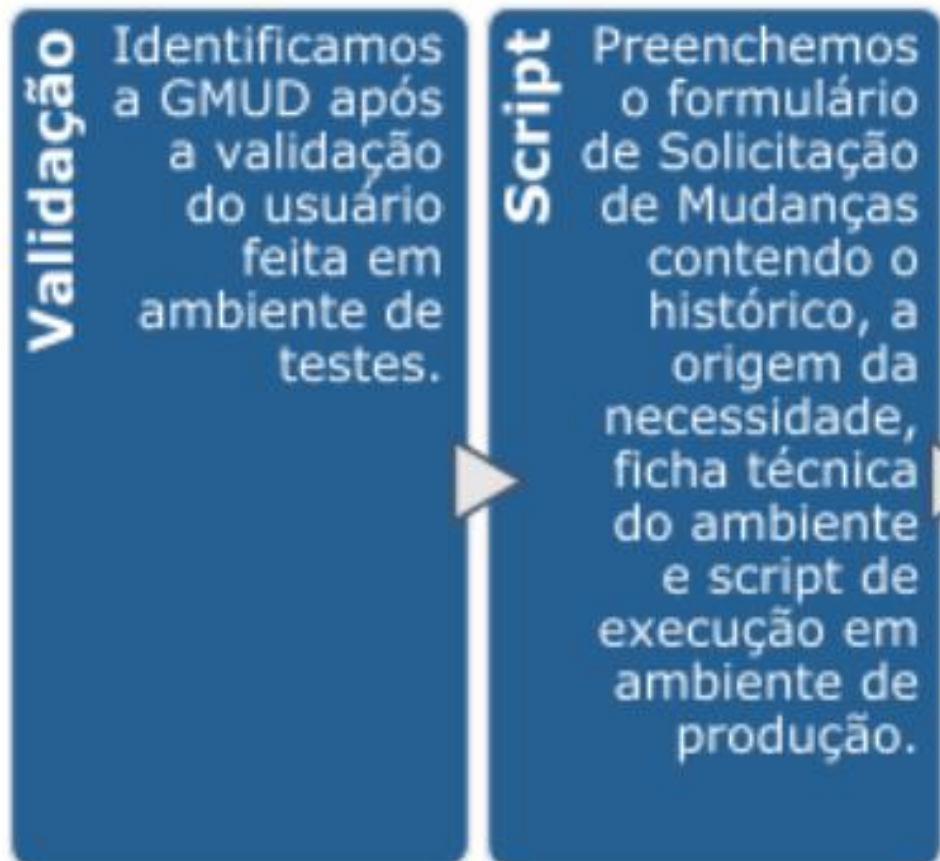 Validação
Identificamos
a GMUD após
a validação
do usuário
feita em
ambiente de
testes.
Script
Preenchemos
o formulário
de Solicitação
de Mudanças
contendo o
histórico, a
origem da
necessidade,
ficha técnica
do ambiente
e script de
execução em
ambiente de
produção.